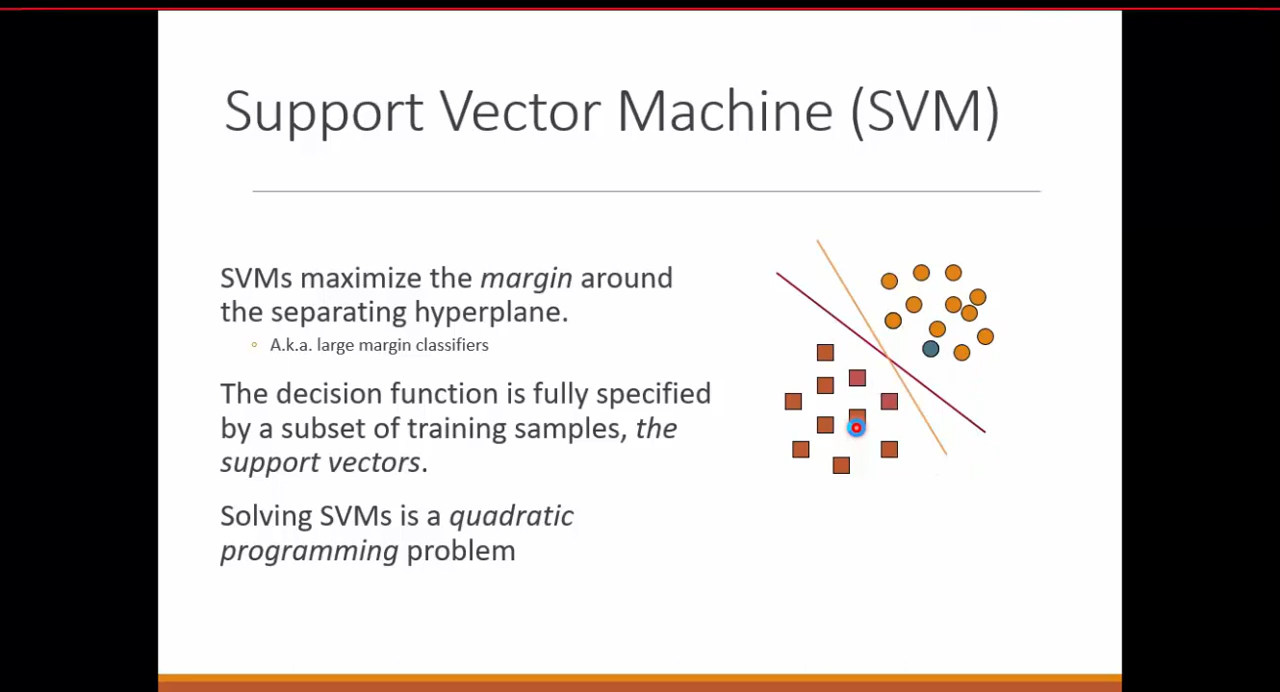 Support Vector Machine (SVM)
SVMs maximize the margin around
the separating hyperplane.
◦ A.k.a. large margin classifiers
The decision function is fully specified
by a subset of training samples, the
support vectors.
Solving SVMs is a quadratic
programming problem